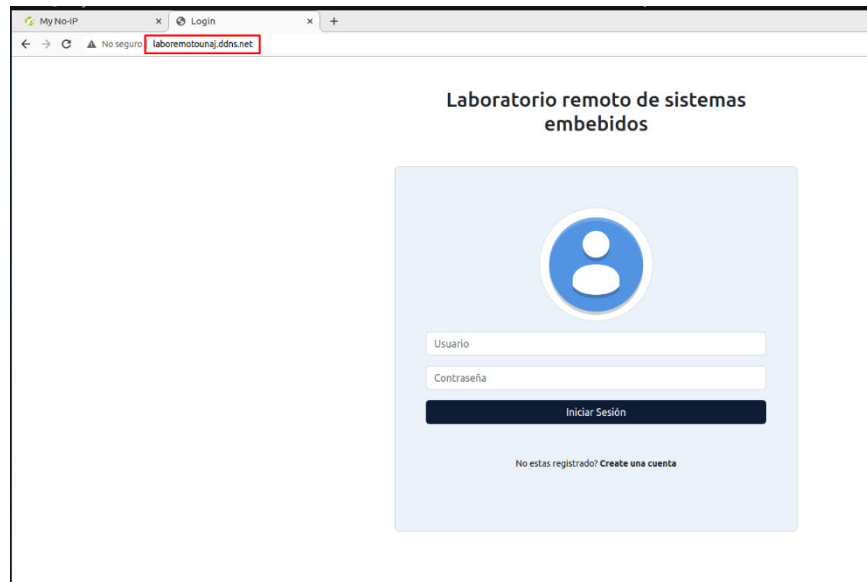 My No-IP
Login
No seguro laboremotounaj.ddns.net
Laboratorio remoto de sistemas
embebidos
Usuario
Contraseña
Iniciar Sesión
No estas registrado? Create una cuenta